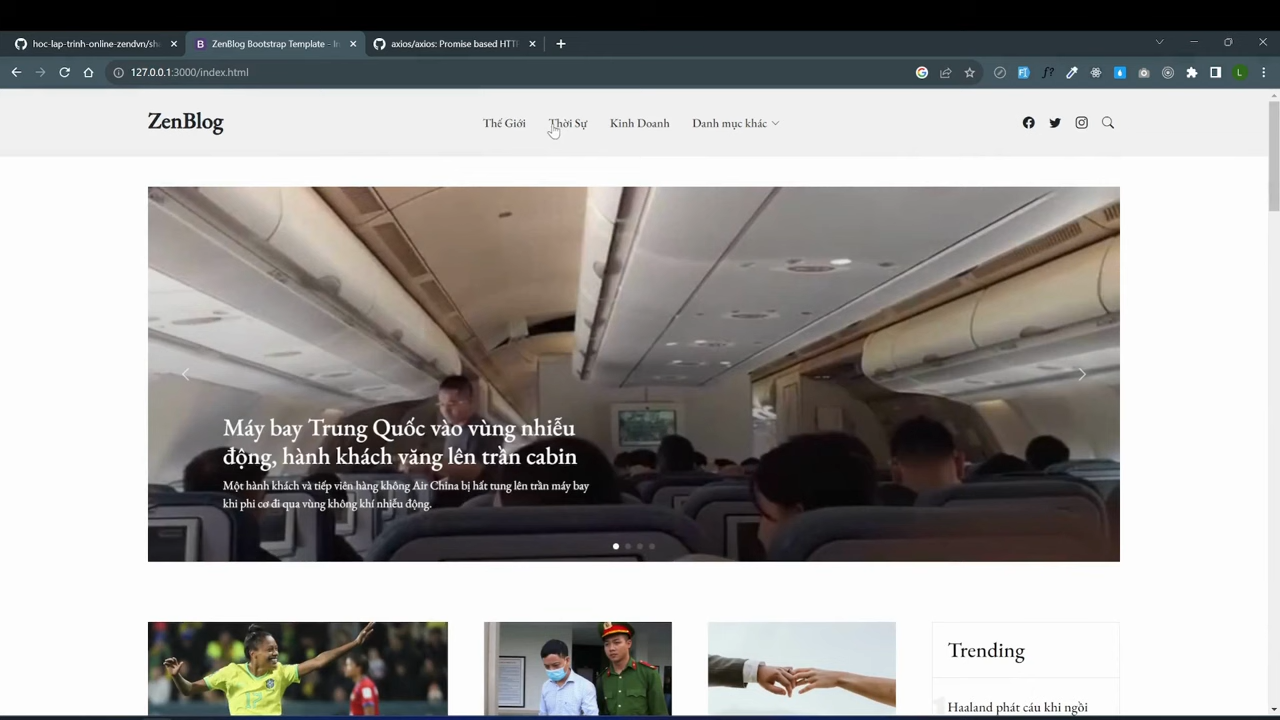 hoc-lap-trinh-online-zendvn/sha
ZenBlog Bootstrap Template - In
axios/axios: Promise based HTT
127.0.0.1:3000/index.html
L
ZenBlog
Thế Giới
Thời Sự
Kinh Doanh
Danh mục khác
Máy bay Trung Quốc vào vùng nhiễu
động, hành khách văng lên trần cabin
Một hành khách và tiếp viên hàng không Air China bị hất tung lên trần máy bay
khi phi cơ đi qua vùng không khí nhiễu động.
Trending
1
Haaland phát cáu khi ngồi